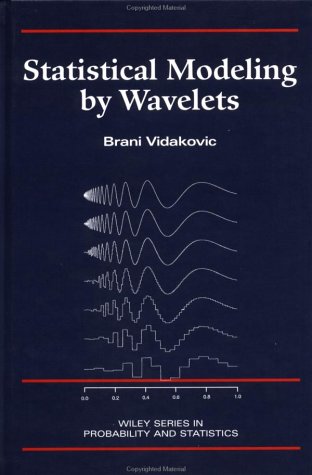 Statistical Modeling
by Wavelets
Brani Vidakovic
0.0 0.2 0.4 0.6 0.8 1.0
WILEY SERIES IN
PROBABILITY AND STATISTICS